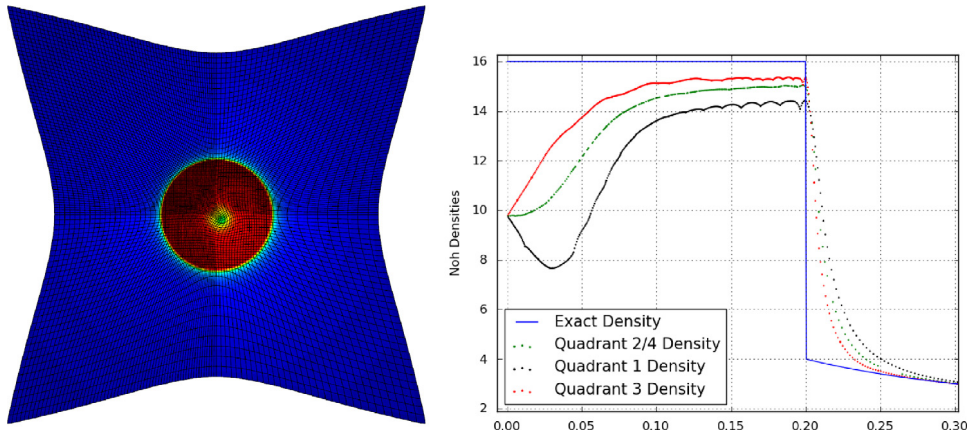 16
14
12
10
8
6
4
2
Noh Densities
Exact Density
Quadrant 2/4 Density
Quadrant 1 Density
Quadrant 3 Density
0.00 0.05 0.10 0.15 0.20 0.25 0.30